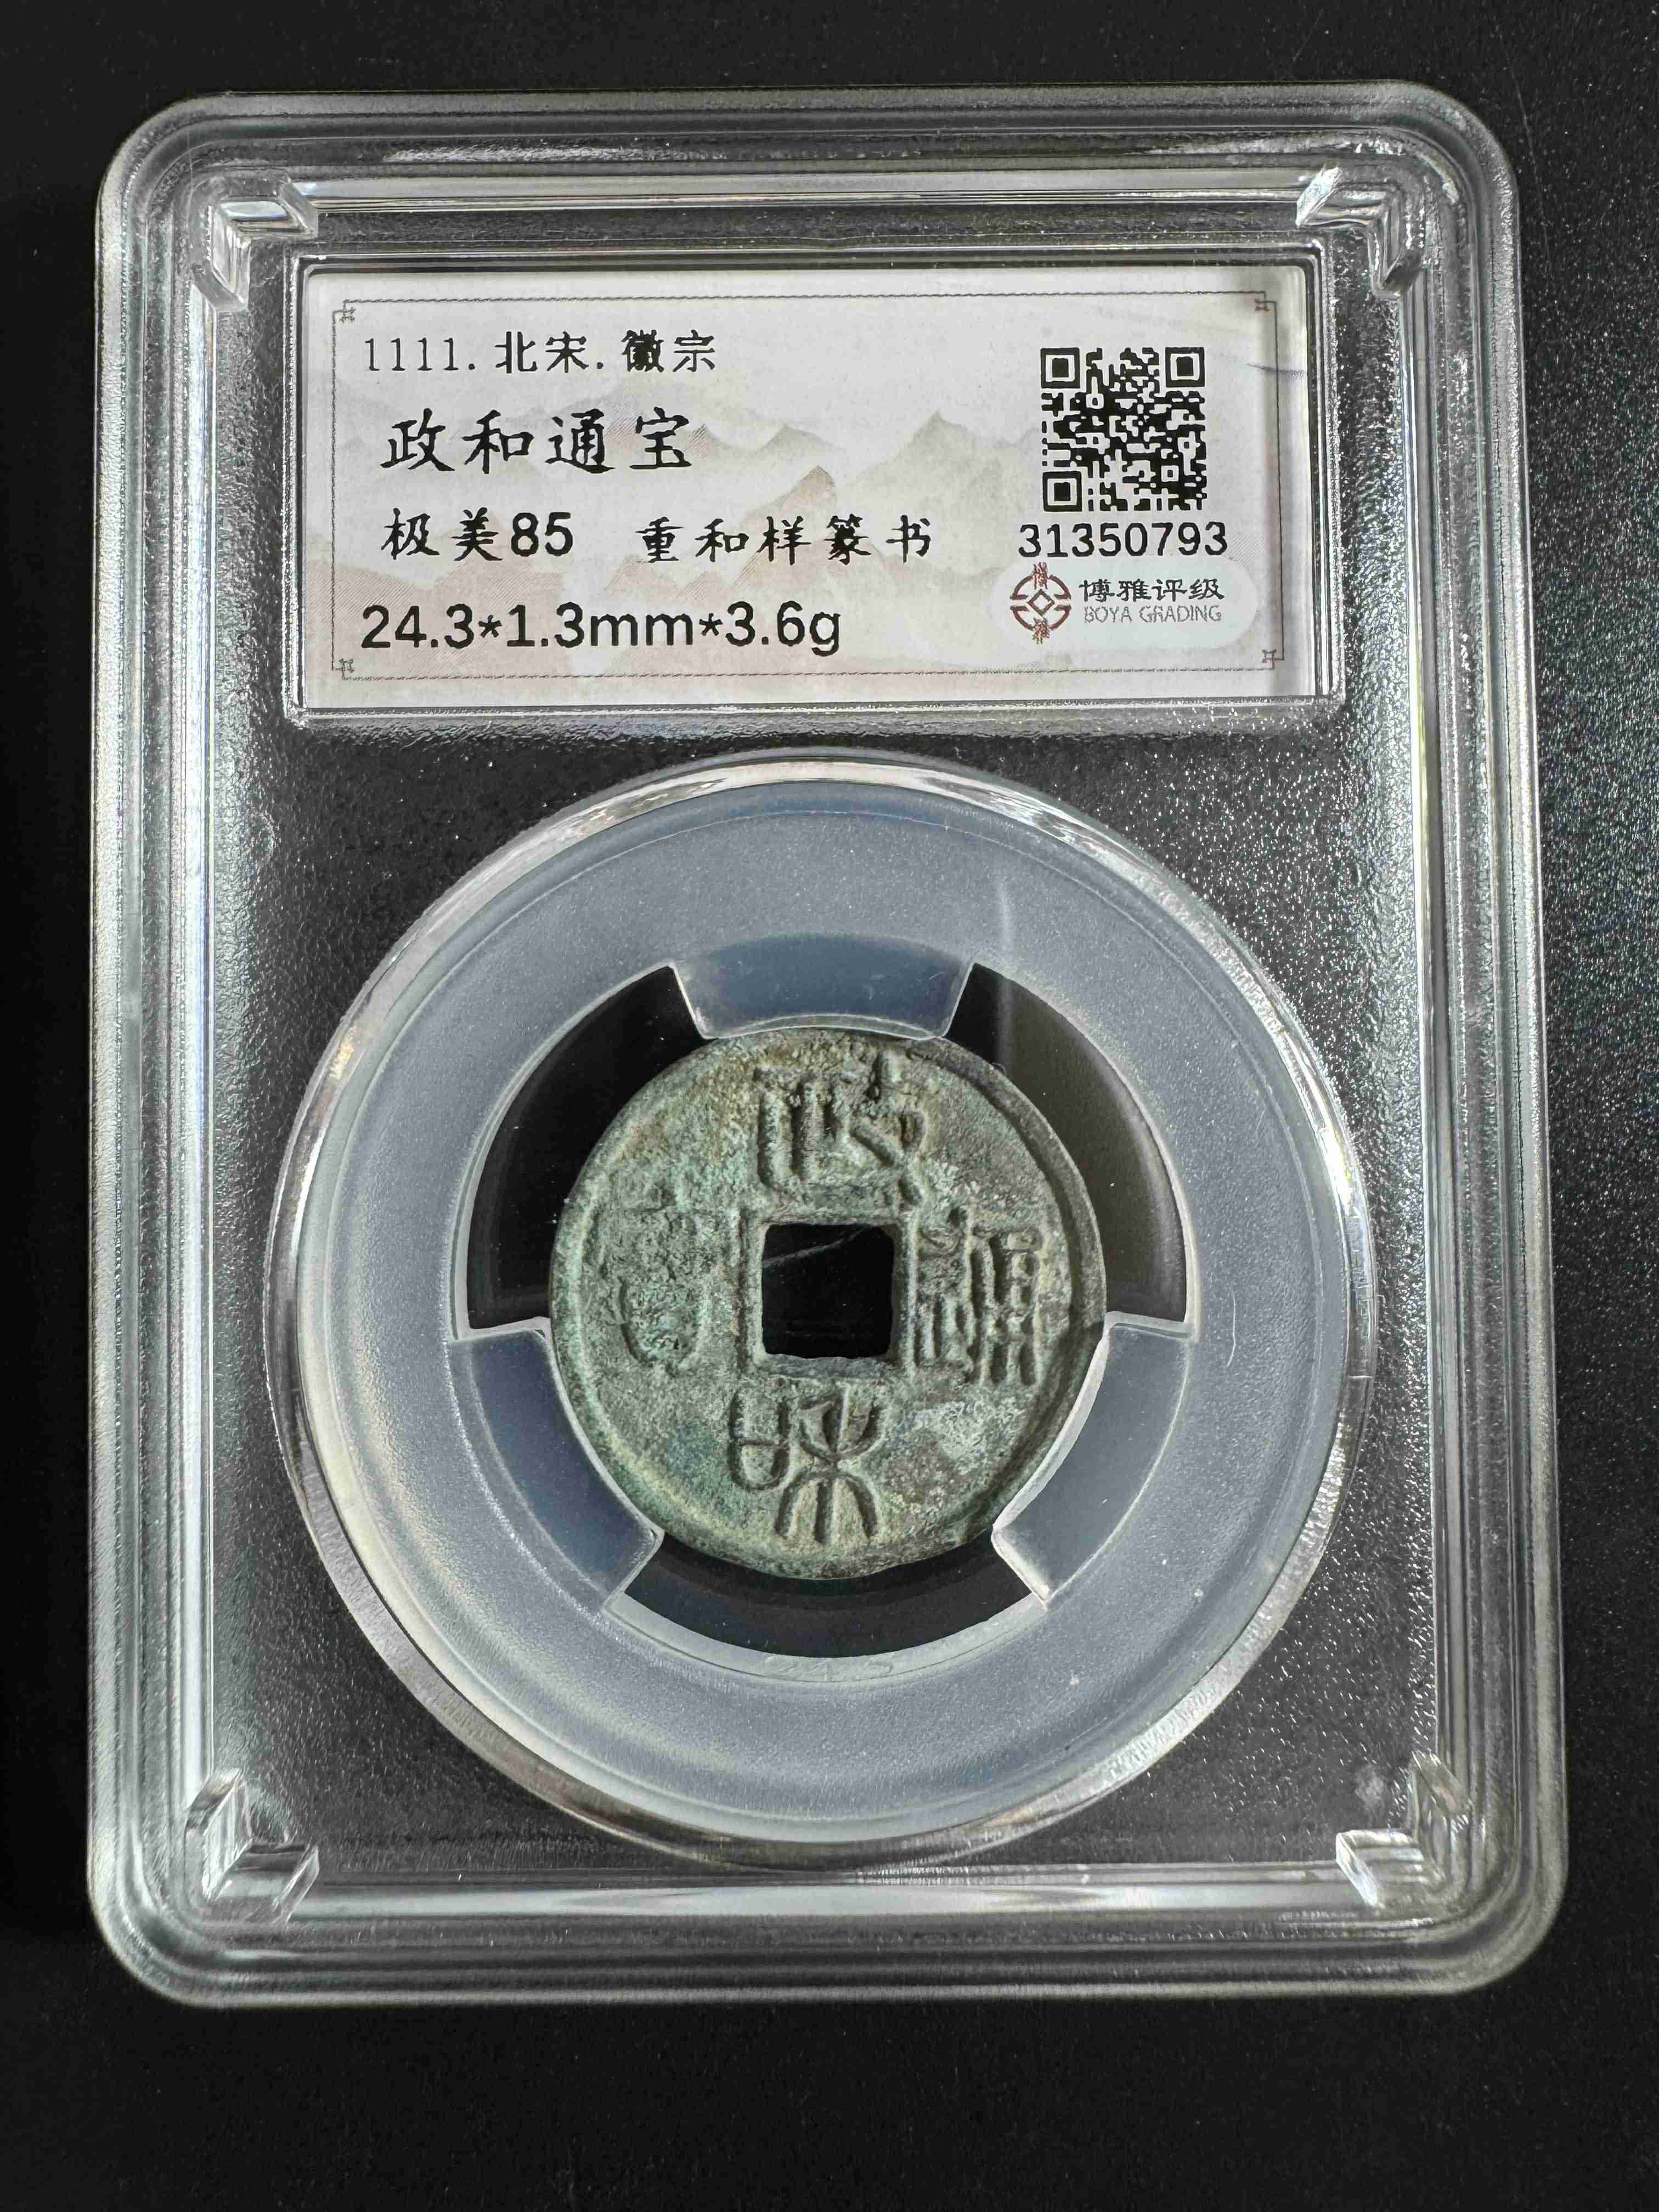 1111.北宋.徽宗
政和通宝
极美85 重和样篆书
24.3*1.3mm*3.6g
31350793
博雅评级
BOYA GRADING
政
通
和